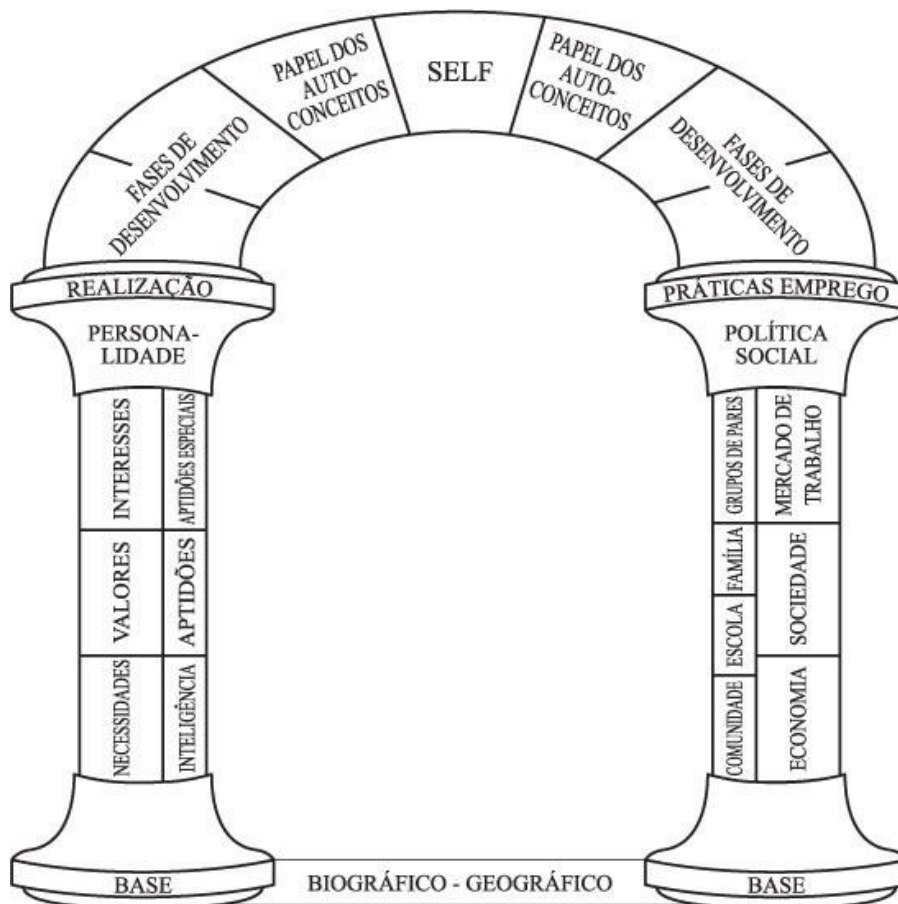 PAPEL DOS
AUTO-
CONCEITOS
SELF
PAPEL DOS
AUTO-
CONCEITOS
FASES DE
DESENVOLVIMENTO
FASES DE
DESENVOLVIMENTO
REALIZAÇÃO
PERSONA-
LIDADE
PRÁTICAS EMPREGO
POLÍTICA
SOCIAL
INTERESSES
APTIDÕES ESPECIAIS
VALORES
APTIDÕES
NECESSIDADES
INTELIGÊNCIA
GRUPOS DE PARES
MERCADO DE
TRABALHO
FAMÍLIA
SOCIEDADE
ESCOLA
COMUNIDADE
ECONOMIA
BASE
BIOGRÁFICO - GEOGRÁFICO
BASE